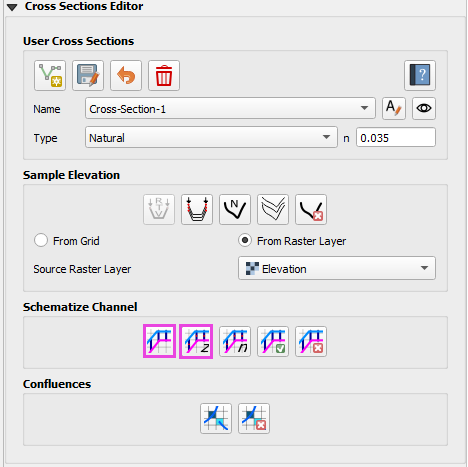 Cross Sections Editor
User Cross Sections
?
Name Cross-Section-1 A
Type Natural n 0.035
Sample Elevation
R T V N
From Grid From Raster Layer
Source Raster Layer Elevation
Schematize Channel
z n
Confluences